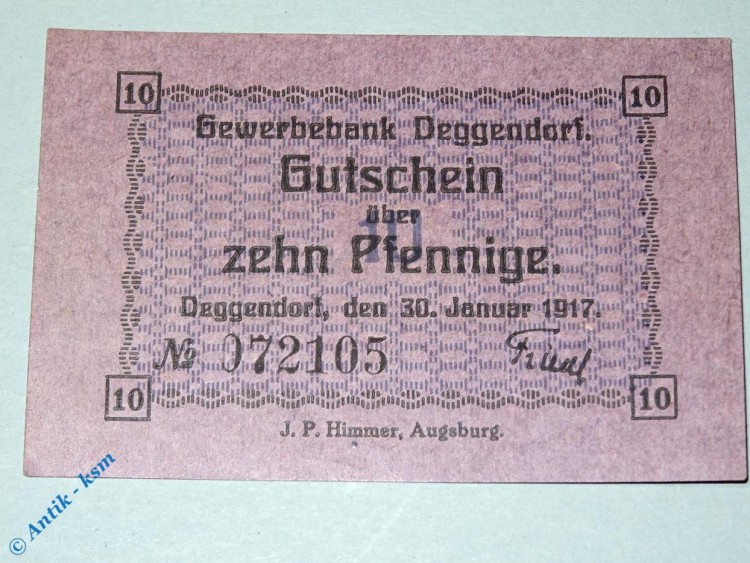 10 10
Gewerbebank Deggendorf.
Gutschein
über
10
zehn Pfennige.
Deggendorf, den 30. Januar 1917.
№ 072105
10 10
J. P. Himmer, Augsburg.
© Antik - ksm